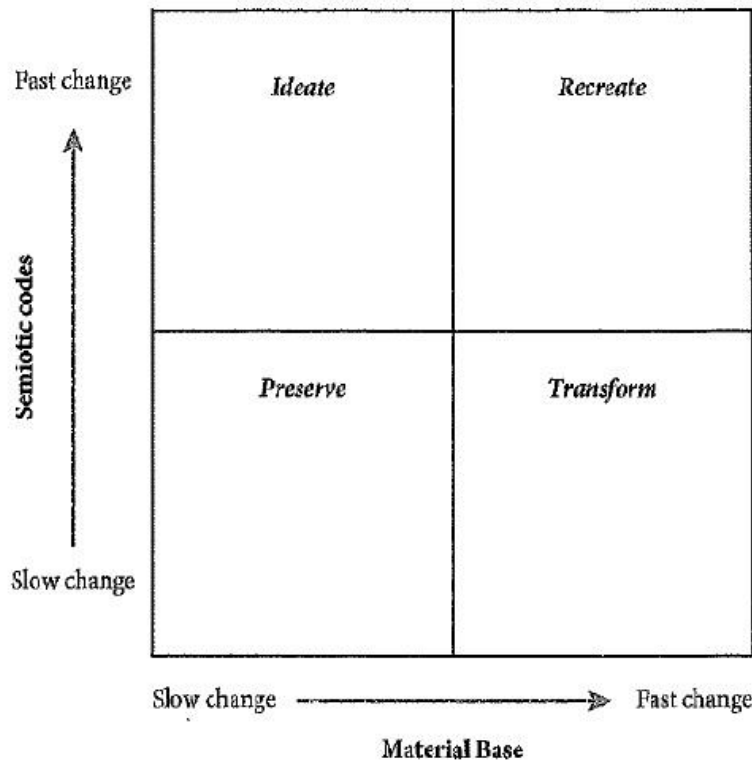 Fast change
Ideate
Recreate
Semiotic codes
Preserve
Transform
Slow change
Slow change
Fast change
Material Base